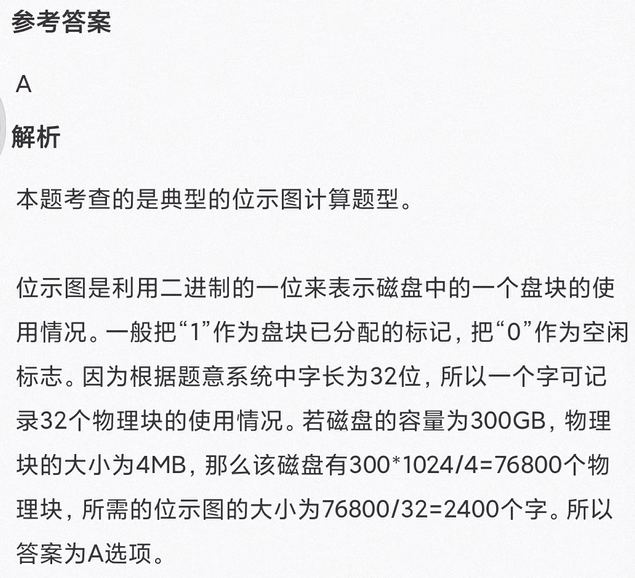 参考答案
A
解析
本题考查的是典型的位示图计算题型。
位示图是利用二进制的一位来表示磁盘中的一个盘块的使
用情况。一般把“1”作为盘块已分配的标记，把“0”作为空闲
标志。因为根据题意系统中字长为32位，所以一个字可记
录32个物理块的使用情况。若磁盘的容量为300GB，物理
块的大小为4MB，那么该磁盘有300*1024/4=76800个物
理块，所需的位示图的大小为76800/32=2400个字。所以
答案为A选项。